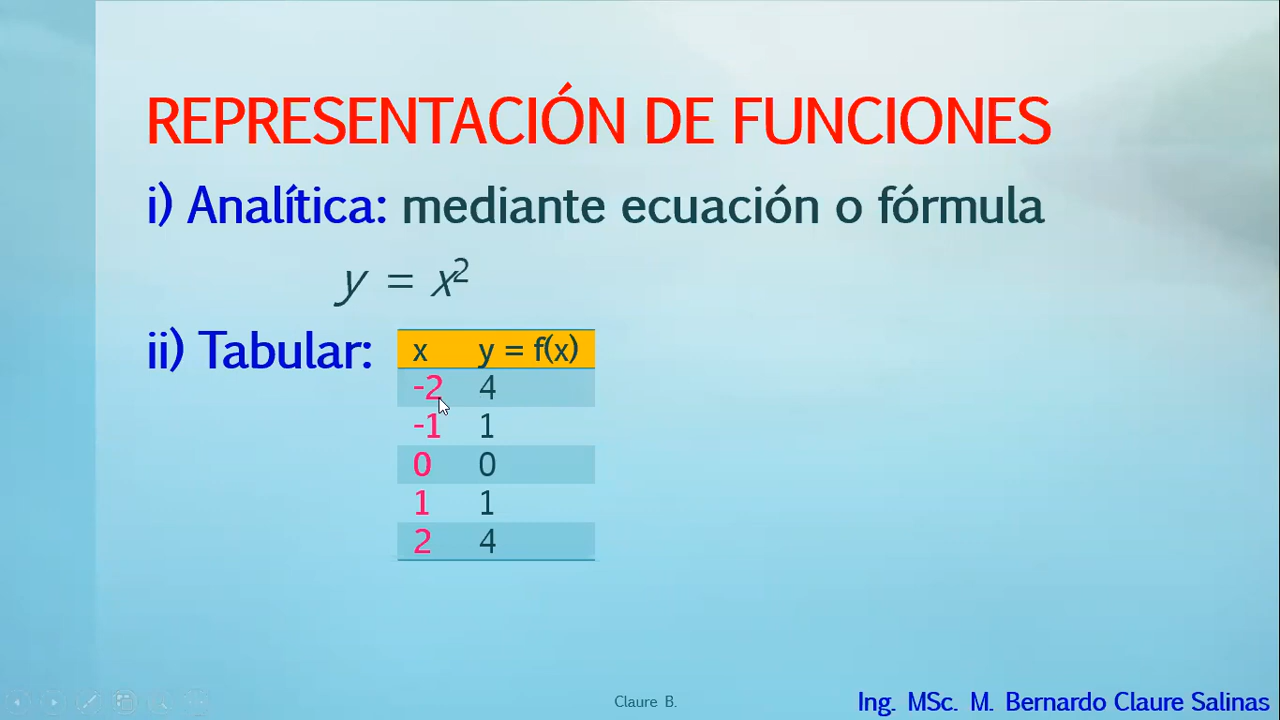 REPRESENTACIÓN DE FUNCIONES
i) Analítica: mediante ecuación o fórmula
y = x²
ii) Tabular:
x y = f(x)
-2 4
-1 1
0 0
1 1
2 4
Claure B.
Ing. MSc. M. Bernardo Claure Salinas